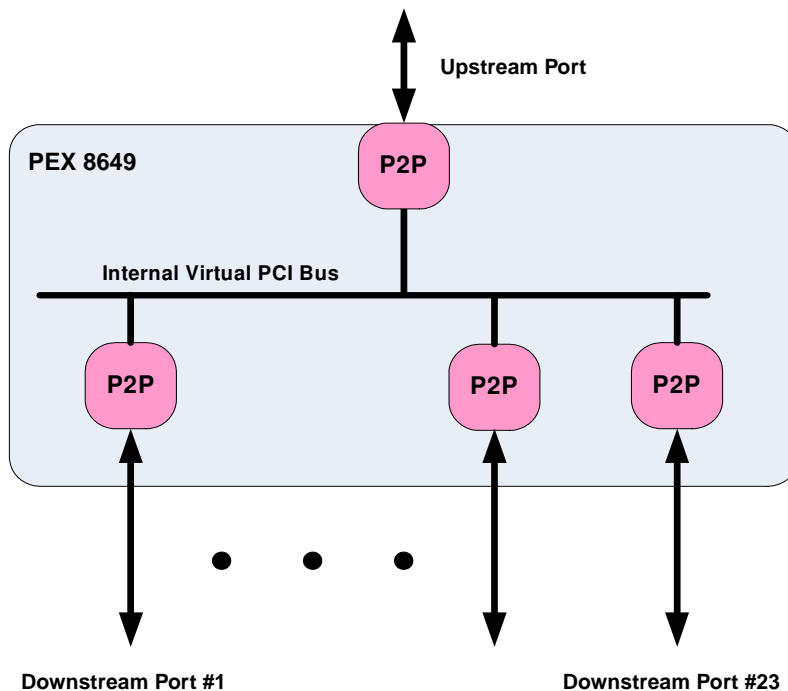 Upstream Port
PEX 8649
P2P
Internal Virtual PCI Bus
P2P
P2P
P2P
Downstream Port #1
Downstream Port #23